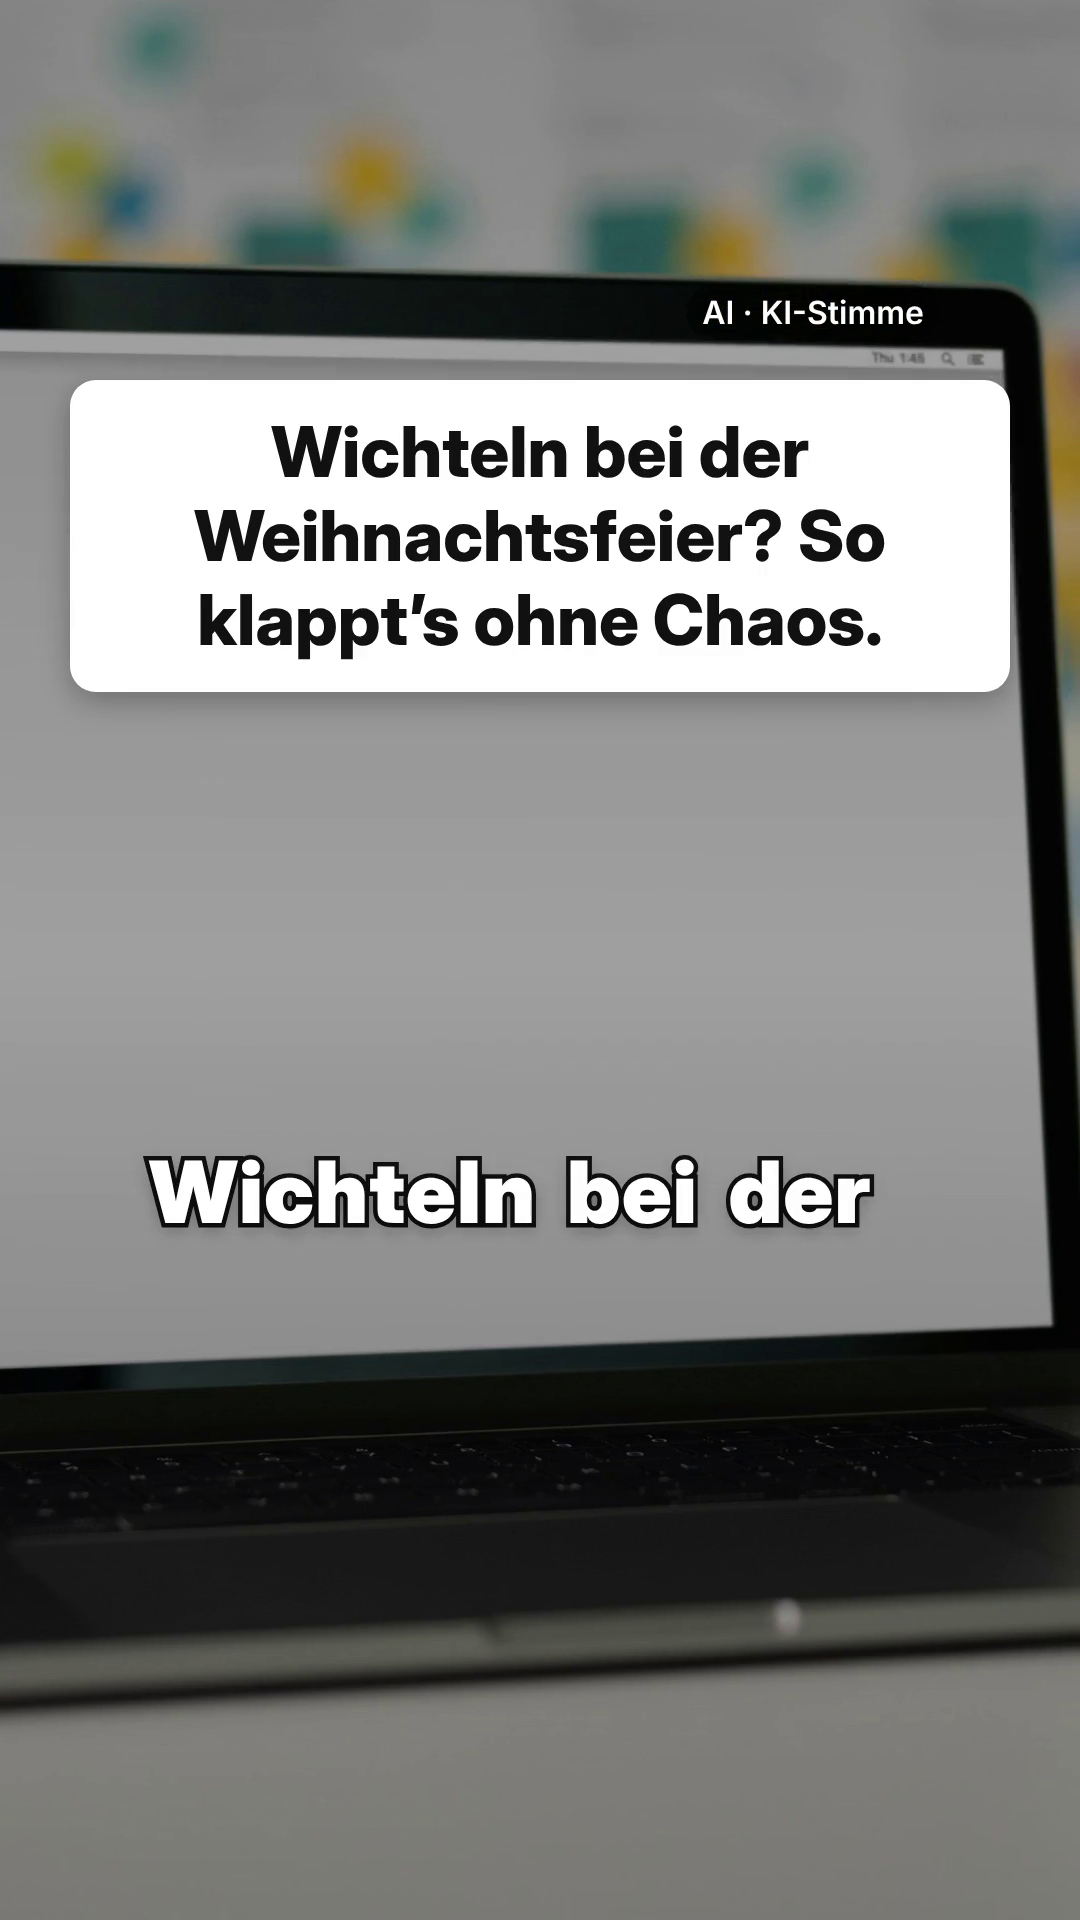 AI · KI-Stimme
Thu 1:45
Wichteln bei der
Weihnachtsfeier? So
klappt's ohne Chaos.
Wichteln bei der